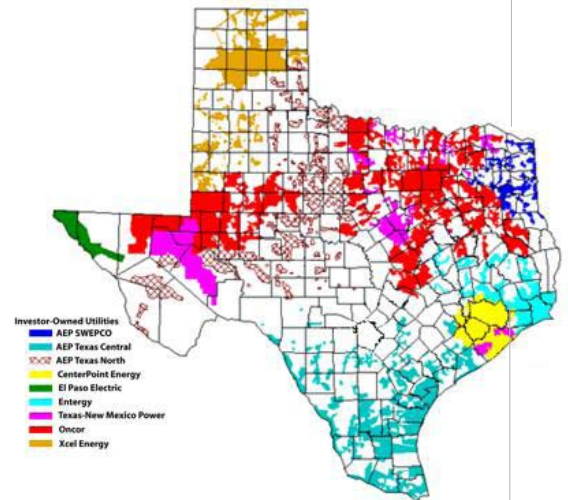 Investor-Owned Utilities
AEP SWEPCO
AEP Texas Central
AEP Texas North
CenterPoint Energy
El Paso Electric
Entergy
Texas-New Mexico Power
Oncor
Xcel Energy